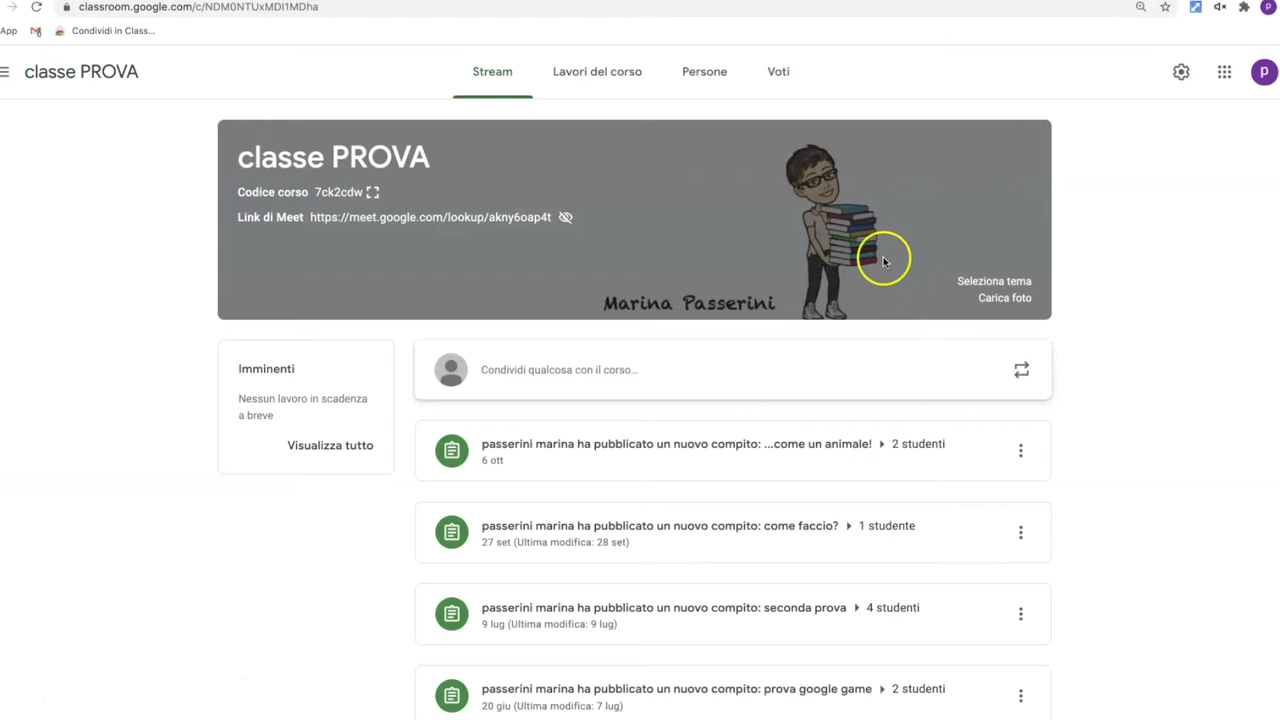 classroom.google.com/c/NDM0NTUxMDI1MDha
App
Condividi in Class...
classe PROVA
Stream
Lavori del corso
Persone
Voti
p
classe PROVA
Codice corso 7ck2cdw
Link di Meet https://meet.google.com/lookup/akny6oap4t
Seleziona tema
Carica foto
Marina Passerini
Imminenti
Nessun lavoro in scadenza
a breve
Visualizza tutto
Condividi qualcosa con il corso...
passerini marina ha pubblicato un nuovo compito: ...come un animale! 2 studenti
6 ott
passerini marina ha pubblicato un nuovo compito: come faccio? 1 studente
27 set (Ultima modifica: 28 set)
passerini marina ha pubblicato un nuovo compito: seconda prova 4 studenti
9 lug (Ultima modifica: 9 lug)
passerini marina ha pubblicato un nuovo compito: prova google game 2 studenti
20 giu (Ultima modifica: 7 lug)